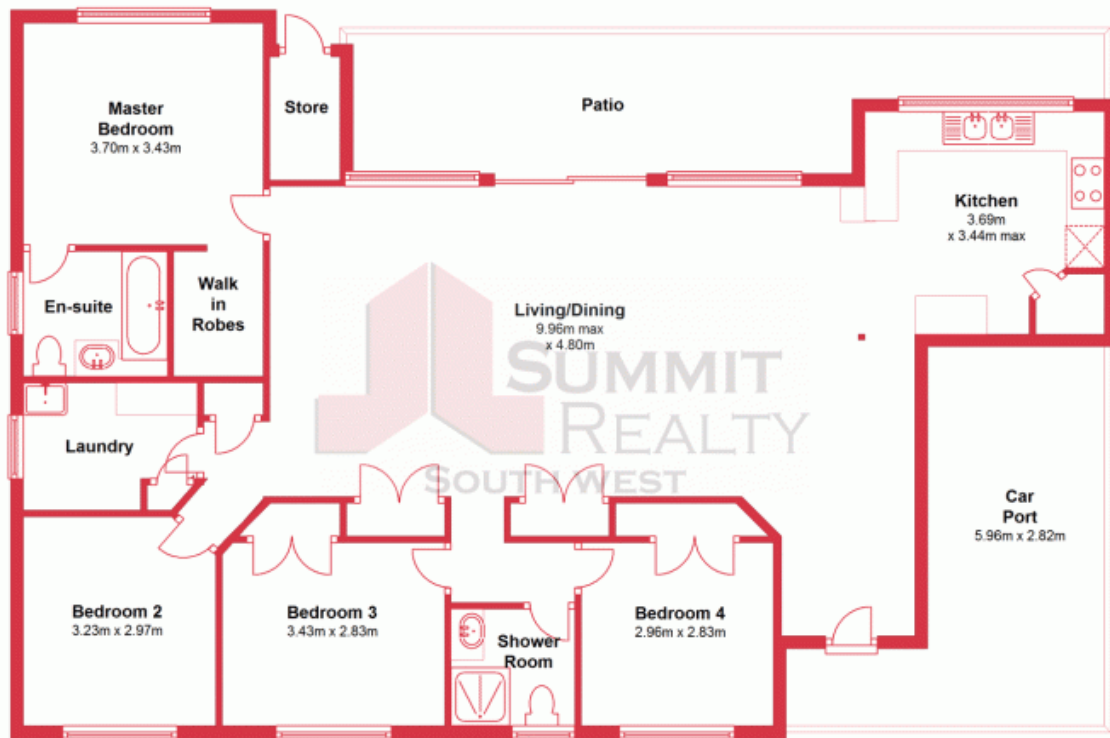 Master
Bedroom
3.70m x 3.43m
Store
Patio
Kitchen
3.69m
x 3.44m max
En-suite
Walk
in
Robes
Living/Dining
9.96m max
x 4.80m
SUMMIT
REALTY
SOUTH WEST
Laundry
Car
Port
5.96m x 2.82m
Bedroom 2
3.23m x 2.97m
Bedroom 3
3.43m x 2.83m
Shower
Room
Bedroom 4
2.96m x 2.83m